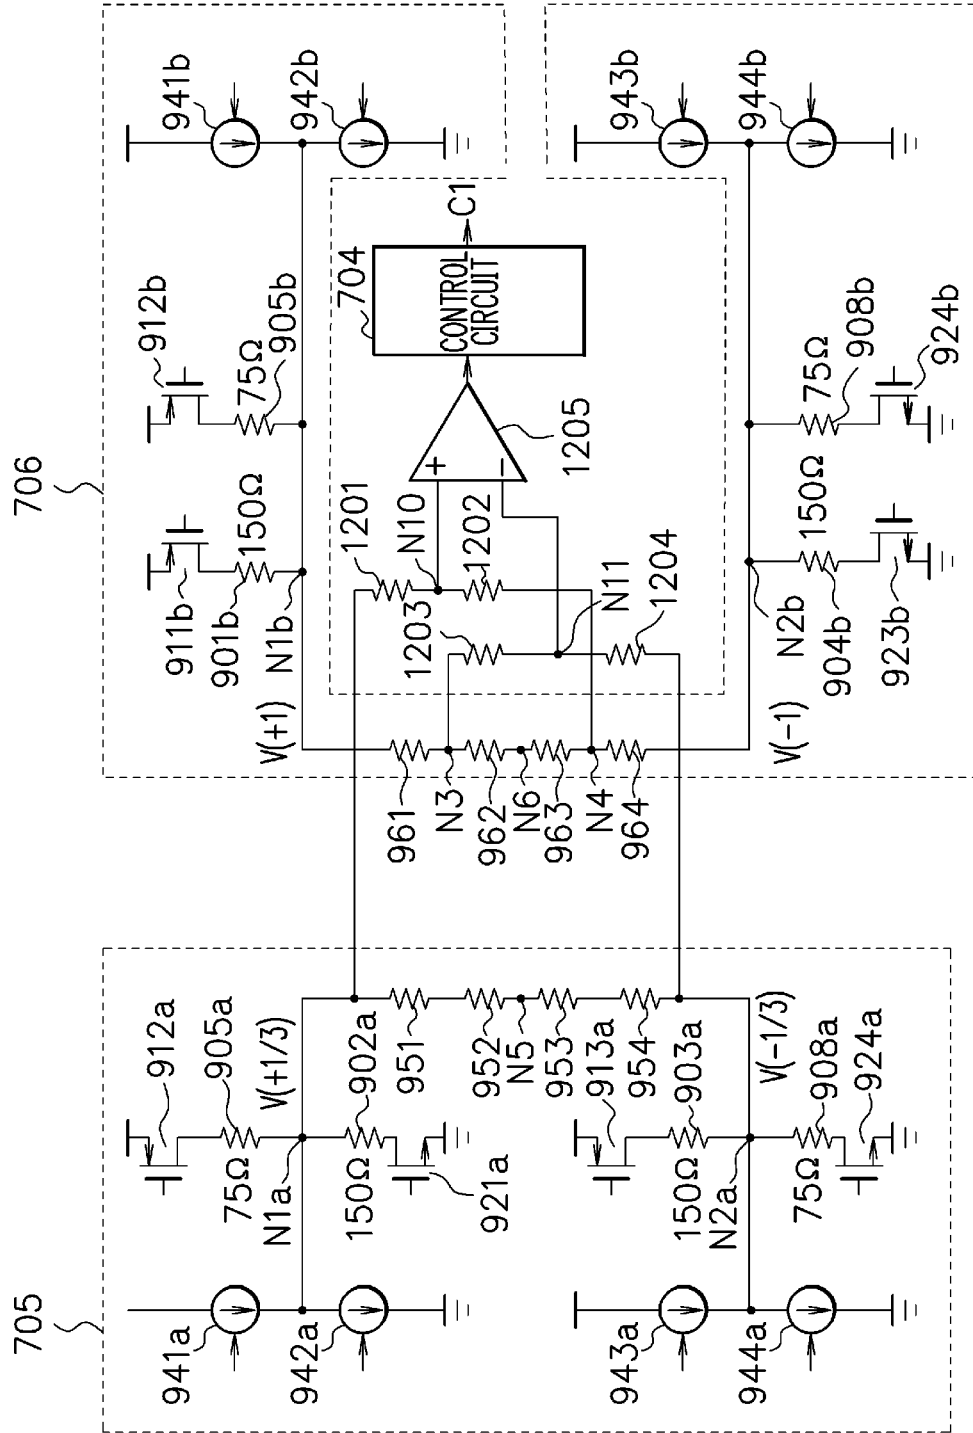 706
941b
942b
943b
944b
912b
75Ω
905b
911b
150Ω
901b
N1b
V(+1)
704
CONTROL
CIRCUIT
C1
+
−
1205
1201
N10
1202
1203
N11
1204
75Ω
908b
924b
150Ω
904b
923b
N2b
V(−1)
961
N3
962
N6
963
N4
964
705
912a
905a
75Ω
V(+1/3)
N1a
902a
150Ω
921a
951
952
N5
953
954
913a
903a
150Ω
N2a
V(−1/3)
908a
75Ω
924a
941a
942a
943a
944a